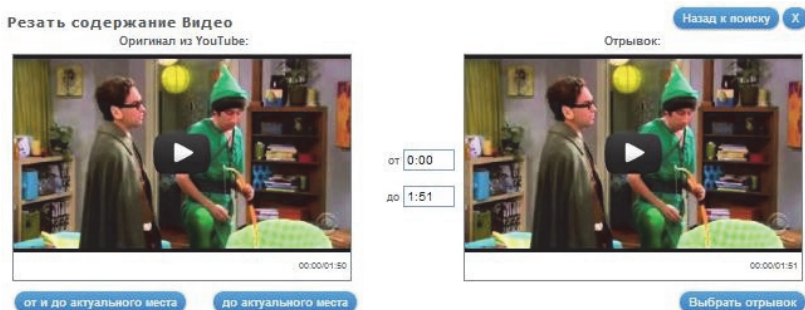 Резать содержание Видео
Назад к поиску
X
Оригинал из YouTube:
Отрывок:
от 0:00
до 1:51
00:00/01:50
00:00/01:51
от и до актуального места
до актуального места
Выбрать отрывок